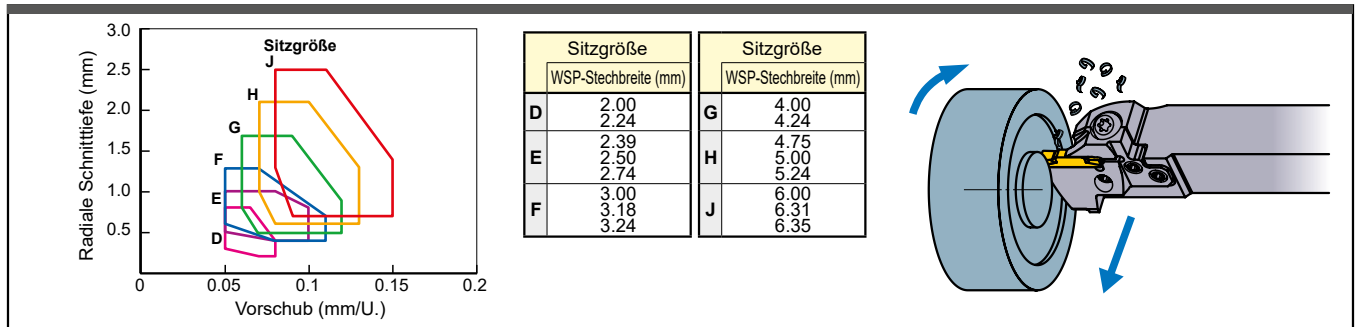 Radiale Schnitttiefe (mm)
3.0
2.5
2.0
1.5
1.0
0.5
0
0.05
0.1
0.15
0.2
Vorschub (mm/U.)
Sitzgröße
J
H
G
F
E
D
Sitzgröße
WSP-Stechbreite (mm)
D
2.00
2.24
E
2.39
2.50
2.74
F
3.00
3.18
3.24
Sitzgröße
WSP-Stechbreite (mm)
G
4.00
4.24
H
4.75
5.00
5.24
J
6.00
6.31
6.35